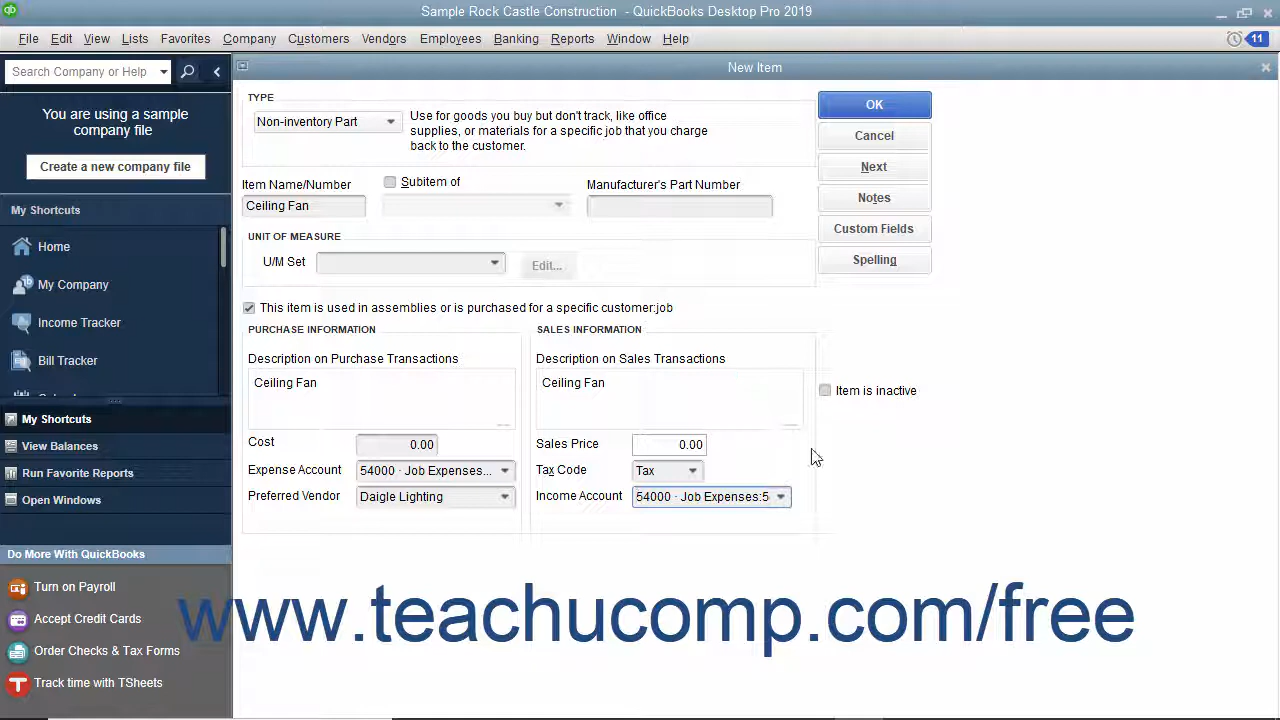 Sample Rock Castle Construction - QuickBooks Desktop Pro 2019
File Edit View Lists Favorites Company Customers Vendors Employees Banking Reports Window Help
11
Search Company or Help
New Item
You are using a sample
company file
Create a new company file
My Shortcuts
Home
My Company
Income Tracker
Bill Tracker
My Shortcuts
View Balances
Run Favorite Reports
Open Windows
Do More With QuickBooks
Turn on Payroll
Accept Credit Cards
Order Checks & Tax Forms
Track time with TSheets
TYPE
Non-inventory Part
Use for goods you buy but don't track, like office
supplies, or materials for a specific job that you charge
back to the customer.
OK
Cancel
Next
Notes
Custom Fields
Spelling
Item Name/Number
Subitem of
Manufacturer's Part Number
Ceiling Fan
UNIT OF MEASURE
U/M Set
Edit...
This item is used in assemblies or is purchased for a specific customer:job
PURCHASE INFORMATION
Description on Purchase Transactions
Ceiling Fan
Cost 0.00
Expense Account 54000 · Job Expenses...
Preferred Vendor Daigle Lighting
SALES INFORMATION
Description on Sales Transactions
Ceiling Fan
Sales Price 0.00
Tax Code Tax
Income Account 54000 · Job Expenses:5
Item is inactive
www.teachucomp.com/free